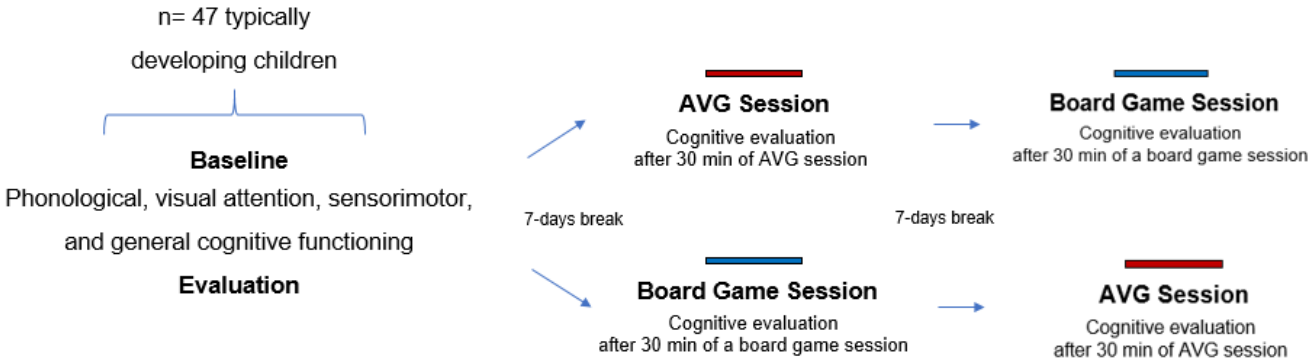 n= 47 typically
developing children
Baseline
Phonological, visual attention, sensorimotor,
and general cognitive functioning
Evaluation
7-days break
AVG Session
Cognitive evaluation
after 30 min of AVG session
Board Game Session
Cognitive evaluation
after 30 min of a board game session
7-days break
Board Game Session
Cognitive evaluation
after 30 min of a board game session
AVG Session
Cognitive evaluation
after 30 min of AVG session